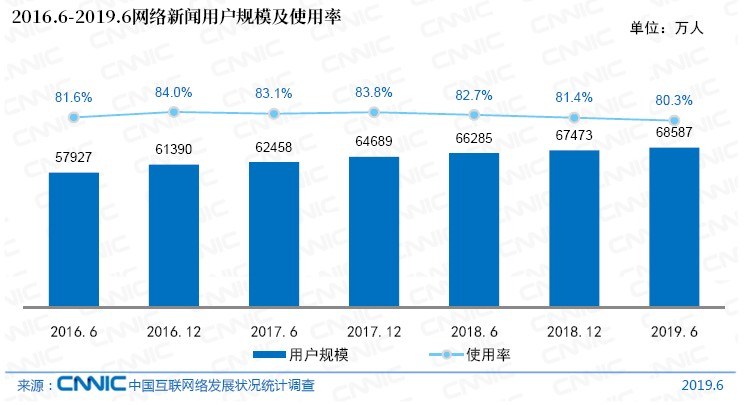 2016.6-2019.6网络新闻用户规模及使用率
单位：万人
81.6% 84.0% 83.1% 83.8% 82.7% 81.4% 80.3%
57927 61390 62458 64689 66285 67473 68587
2016.6 2016.12 2017.6 2017.12 2018.6 2018.12 2019.6
用户规模 使用率
来源：CNNIC中国互联网络发展状况统计调查 2019.6